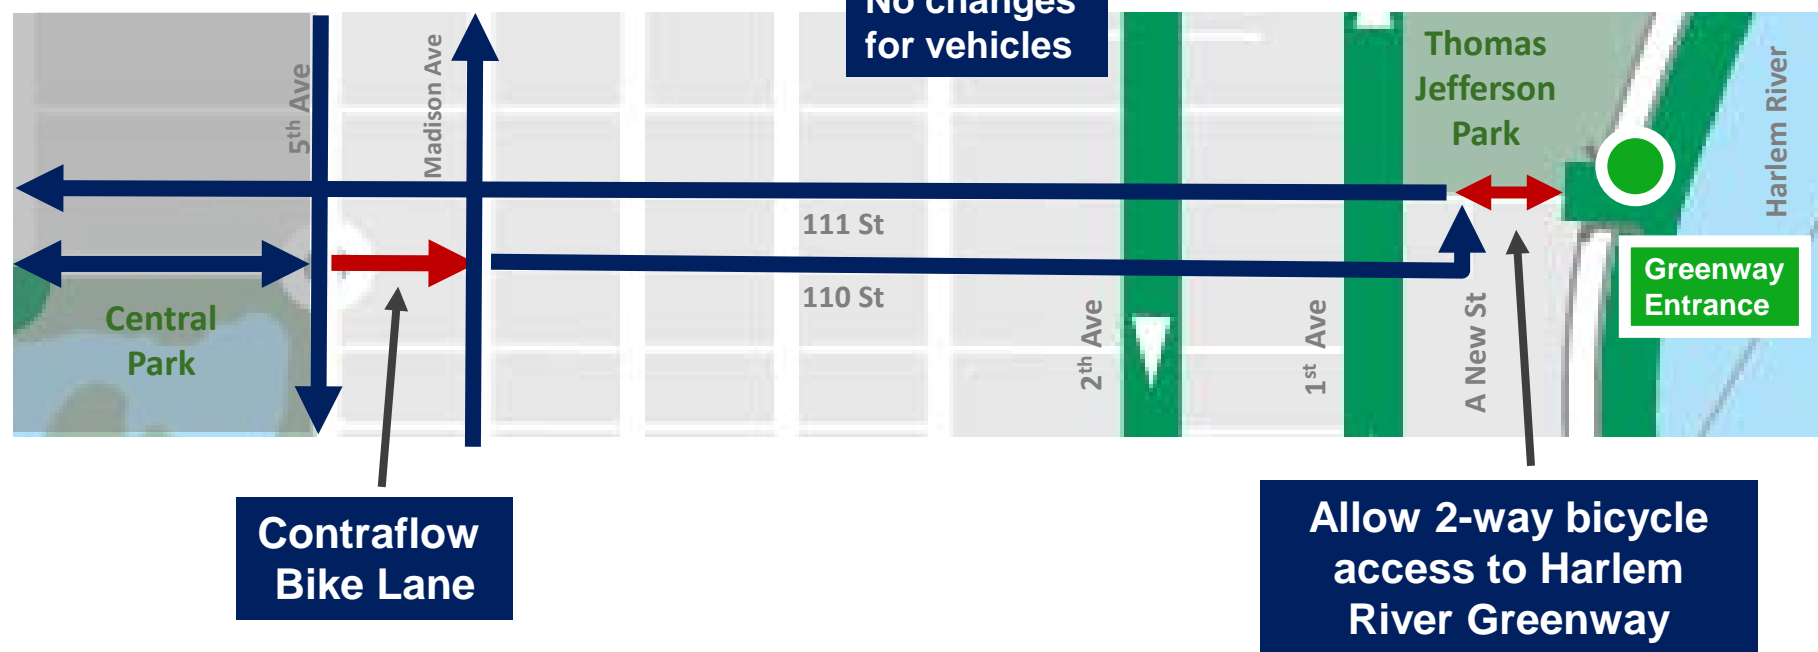 No changes
for vehicles
Thomas
Jefferson
Park
Harlem River
5th Ave
Madison Ave
111 St
110 St
Central
Park
2th Ave
1st Ave
A New St
Greenway
Entrance
Contraflow
Bike Lane
Allow 2-way bicycle
access to Harlem
River Greenway